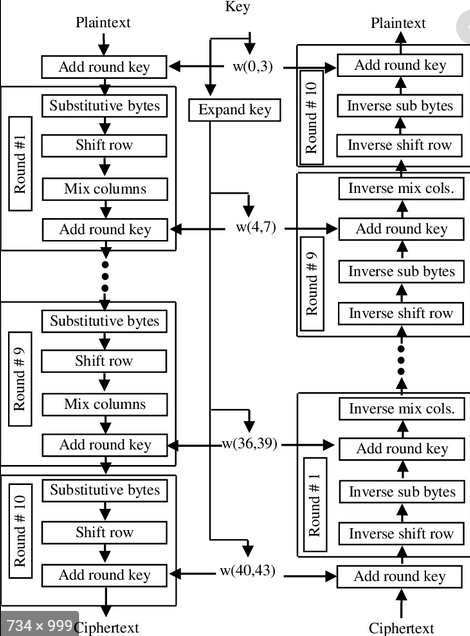 Key
Plaintext
Add round key
Round #1
Substitutive bytes
Shift row
Mix columns
Add round key
Round # 9
Substitutive bytes
Shift row
Mix columns
Add round key
Round # 10
Substitutive bytes
Shift row
Add round key
Ciphertext
w(0,3)
Expand key
w(4,7)
w(36,39)
w(40,43)
Plaintext
Round # 10
Add round key
Inverse sub bytes
Inverse shift row
Round # 9
Inverse mix cols.
Add round key
Inverse sub bytes
Inverse shift row
Round # 1
Inverse mix cols.
Add round key
Inverse sub bytes
Inverse shift row
Add round key
Ciphertext
734 × 999